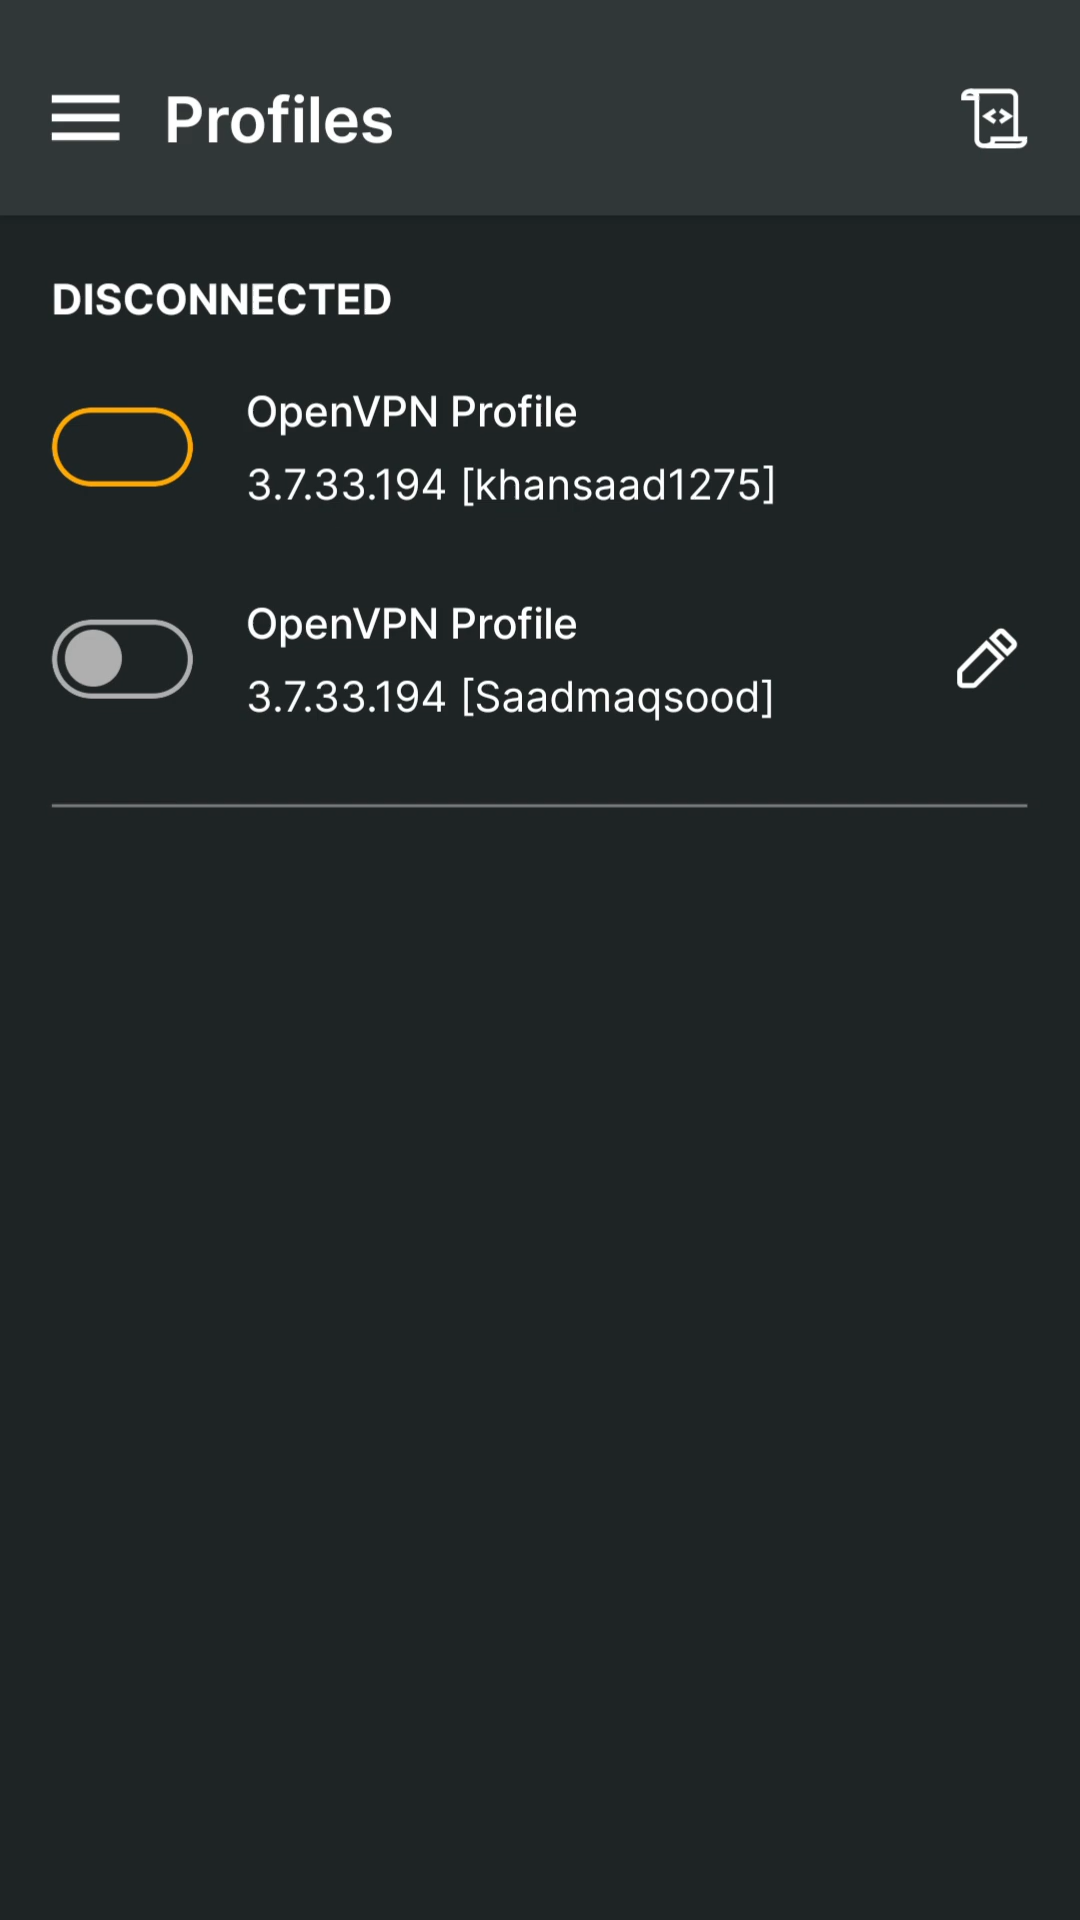 Profiles
DISCONNECTED
OpenVPN Profile
3.7.33.194 [khansaad1275]
OpenVPN Profile
3.7.33.194 [Saadmaqsood]